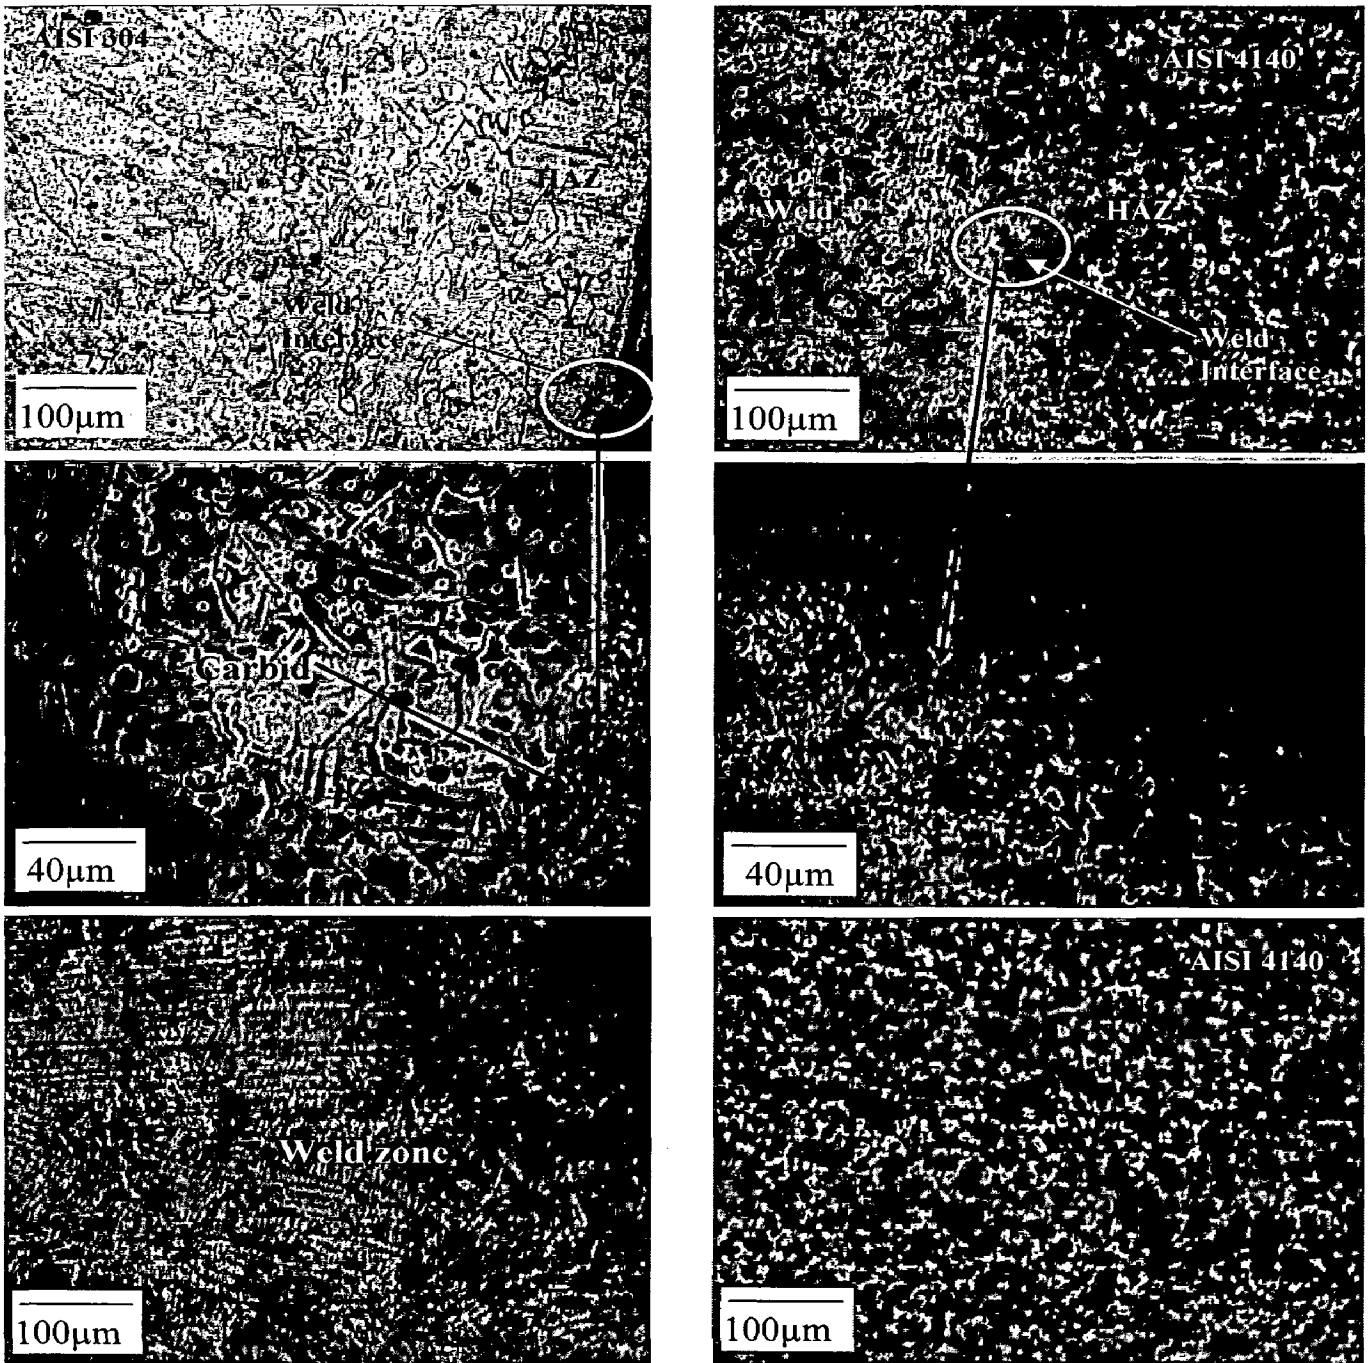 AISI 304
HAZ
Weld
Interface
100µm
AISI 4140
Weld
HAZ
Weld
Interface
100µm
Carbid
40µm
40µm
Weld zone
100µm
AISI 4140
100µm